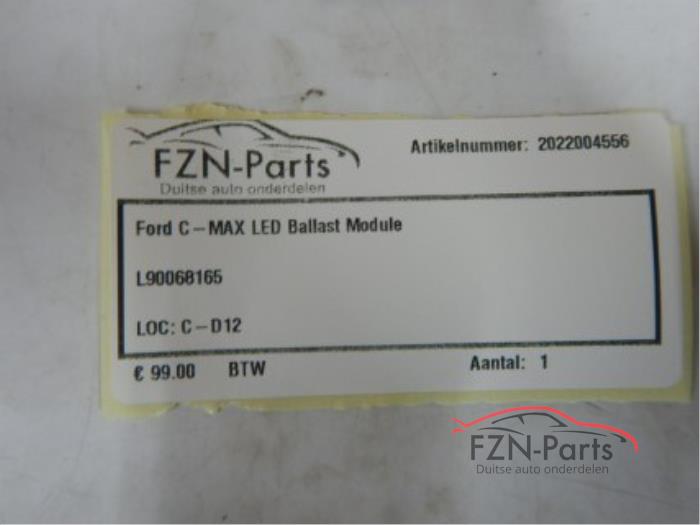 FZN-Parts
Duitse auto onderdelen
Artikelnummer: 2022004556
Ford C-MAX LED Ballast Module
L90068165
LOC: C-D12
€ 99.00 BTW Aantal: 1
FZN-Parts
Duitse auto onderdelen